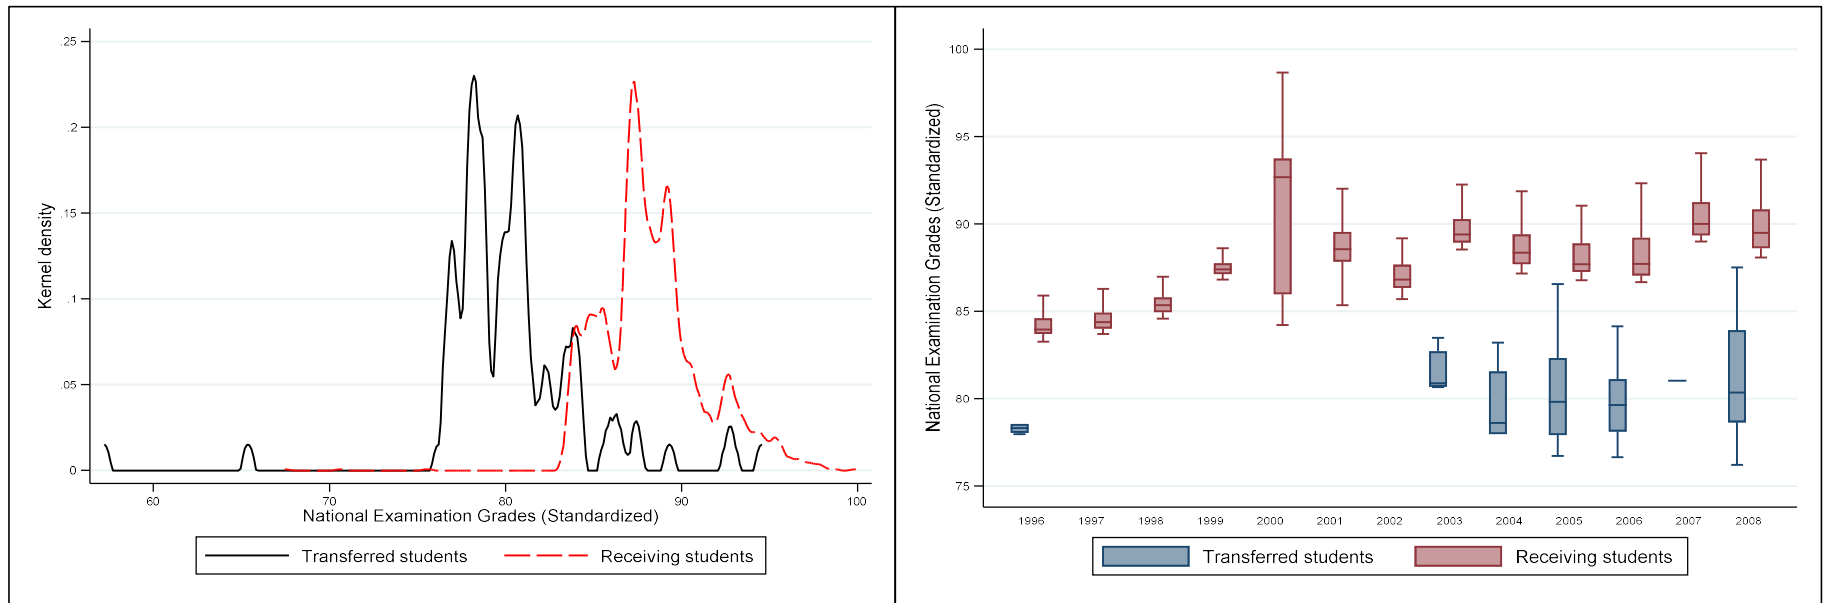 Kernel density
.25
.2
.15
.1
.05
0
60 70 80 90 100
National Examination Grades (Standardized)
Transferred students Receiving students
National Examination Grades (Standardized)
100
95
90
85
80
75
1996 1997 1998 1999 2000 2001 2002 2003 2004 2005 2006 2007 2008
Transferred students Receiving students